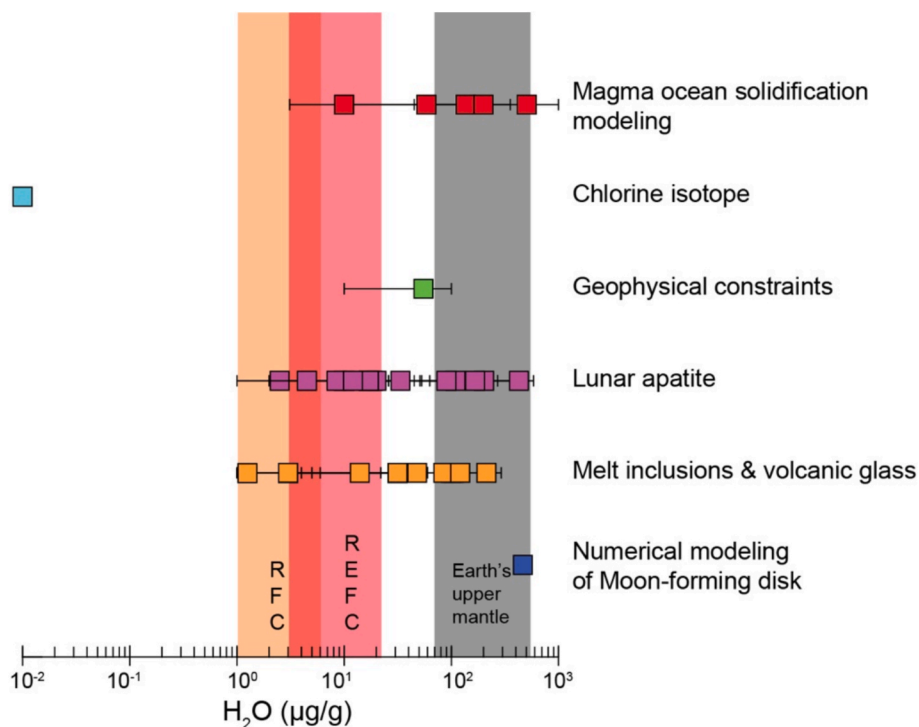 Magma ocean solidification
modeling
Chlorine isotope
Geophysical constraints
Lunar apatite
Melt inclusions & volcanic glass
Numerical modeling
of Moon-forming disk
R
F
C
R
E
F
C
Earth's
upper
mantle
10⁻² 10⁻¹ 10⁰ 10¹ 10² 10³
H₂O (µg/g)